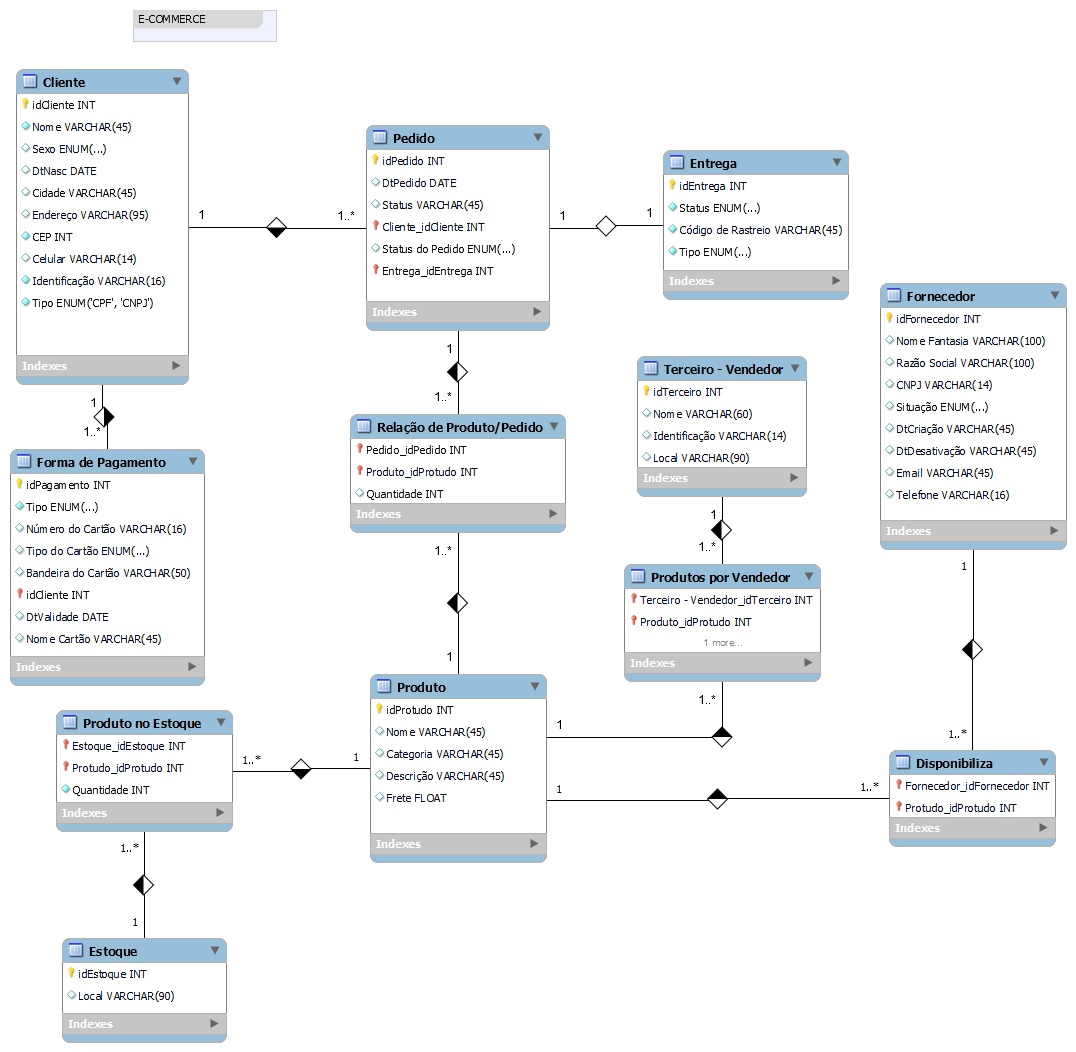 E-COMMERCE
Cliente
idCliente INT
Nome VARCHAR(45)
Sexo ENUM(...)
DtNasc DATE
Cidade VARCHAR(45)
Endereço VARCHAR(95)
CEP INT
Celular VARCHAR(14)
Identificação VARCHAR(16)
Tipo ENUM('CPF', 'CNPJ')
Indexes
1
1..*
Pedido
idPedido INT
DtPedido DATE
Status VARCHAR(45)
Cliente_idCliente INT
Status do Pedido ENUM(...)
Entrega_idEntrega INT
Indexes
1
1
Entrega
idEntrega INT
Status ENUM(...)
Código de Rastreio VARCHAR(45)
Tipo ENUM(...)
Indexes
Fornecedor
idFornecedor INT
Nome Fantasia VARCHAR(100)
Razão Social VARCHAR(100)
CNPJ VARCHAR(14)
Situação ENUM(...)
DtCriação VARCHAR(45)
DtDesativação VARCHAR(45)
Email VARCHAR(45)
Telefone VARCHAR(16)
Indexes
1
1..*
1
1..*
Terceiro - Vendedor
idTerceiro INT
Nome VARCHAR(60)
Identificação VARCHAR(14)
Local VARCHAR(90)
Indexes
1
1..*
Forma de Pagamento
idPagamento INT
Tipo ENUM(...)
Número do Cartão VARCHAR(16)
Tipo do Cartão ENUM(...)
Bandeira do Cartão VARCHAR(50)
idCliente INT
DtValidade DATE
Nome Cartão VARCHAR(45)
Indexes
Relação de Produto/Pedido
Pedido_idPedido INT
Produto_idProtudo INT
Quantidade INT
Indexes
1..*
1
Produtos por Vendedor
Terceiro - Vendedor_idTerceiro INT
Produto_idProtudo INT
1 more...
Indexes
1..*
1
1
1..*
Produto
idProtudo INT
Nome VARCHAR(45)
Categoria VARCHAR(45)
Descrição VARCHAR(45)
Frete FLOAT
Indexes
1..*
1
Produto no Estoque
Estoque_idEstoque INT
Protudo_idProtudo INT
Quantidade INT
Indexes
1
1..*
Disponibiliza
Fornecedor_idFornecedor INT
Protudo_idProtudo INT
Indexes
1..*
1
Estoque
idEstoque INT
Local VARCHAR(90)
Indexes